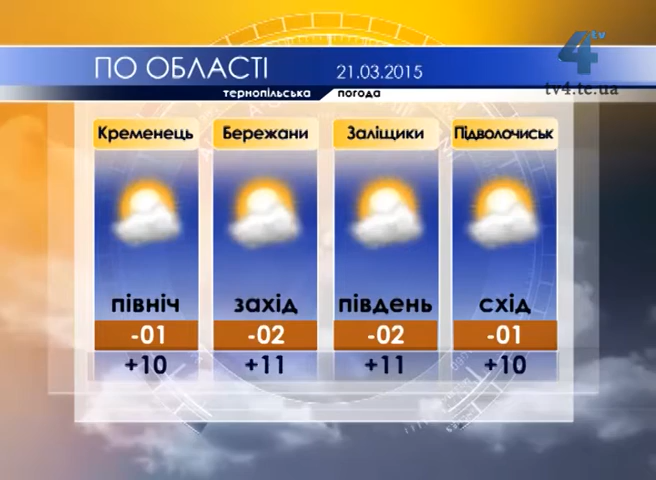 ПО ОБЛАСТІ 21.03.2015
4 tv
tv4.te.ua
тернопільська погода
Кременець Бережани Заліщики Підволочиськ
північ захід південь схід
-01 -02 -02 -01
+10 +11 +11 +10